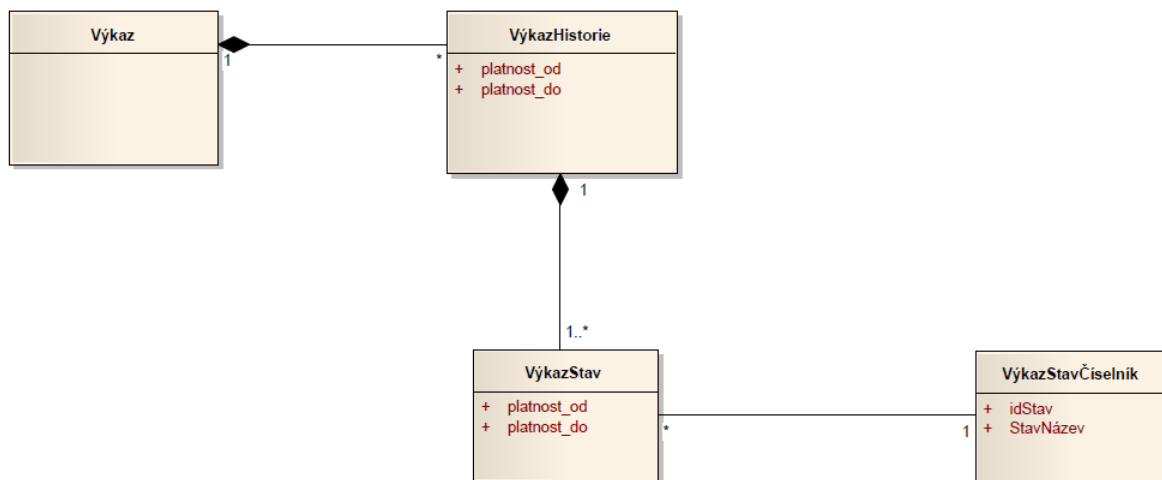 Výkaz
1
*
VýkazHistorie
+ platnost_od
+ platnost_do
1
1..*
VýkazStav
+ platnost_od
+ platnost_do
*
1
VýkazStavČíselník
+ idStav
+ StavNázev